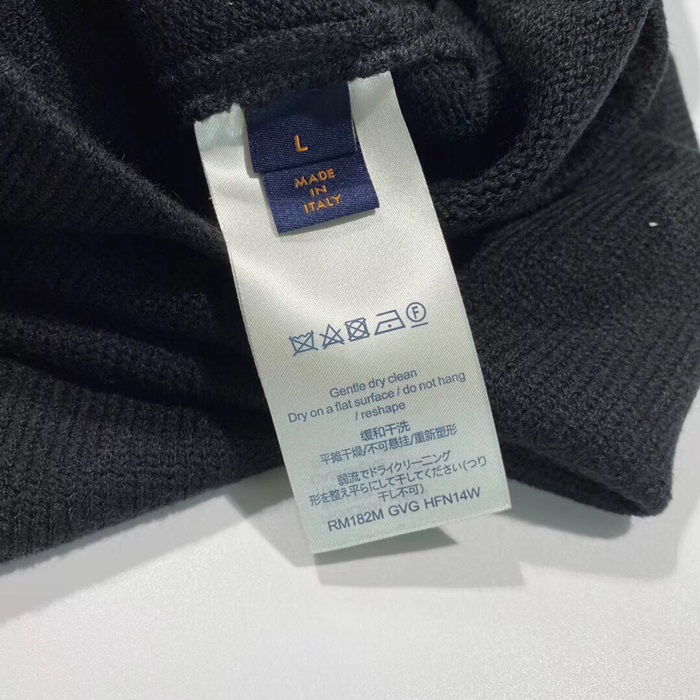 L
MADE
IN
ITALY
F
Gentle dry clean
Dry on a flat surface / do not hang
/ reshape
缓和干洗
平摊干燥/不可悬挂/重新塑形
弱流でドライクリーニング
形を整え平らにして干してください(つり
干し不可)
RM182M GVG HFN14W